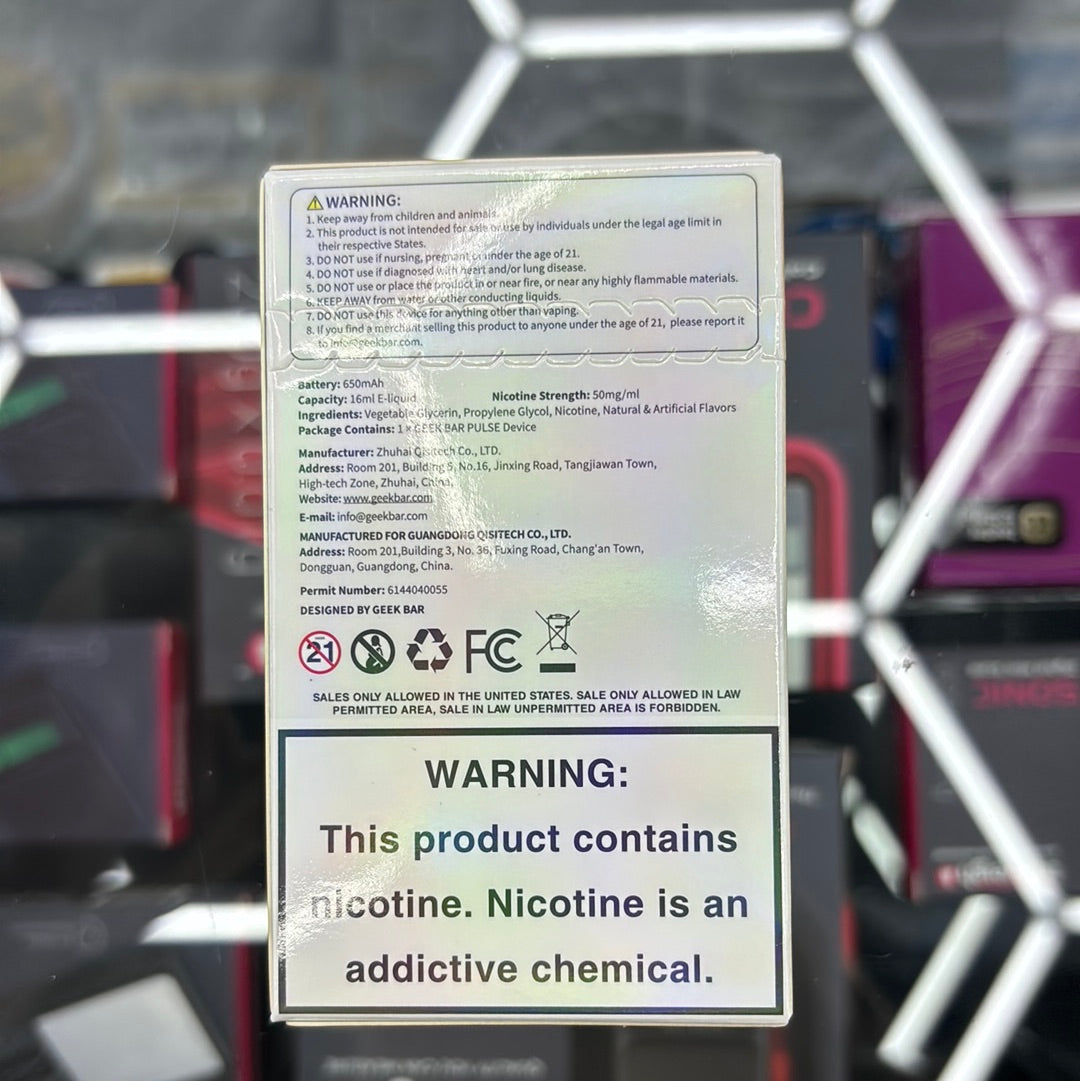 WARNING:
1. Keep away from children and animals.
2. This product is not intended for sale or use by individuals under the legal age limit in
their respective States.
3. DO NOT use if nursing, pregnant or under the age of 21.
4. DO NOT use if diagnosed with heart and/or lung disease.
5. DO NOT use or place the product in or near fire, or near any highly flammable materials.
6. KEEP AWAY from water or other conducting liquids.
7. DO NOT use this device for anything other than vaping.
8. If you find a merchant selling this product to anyone under the age of 21, please report it
to info@geekbar.com.
Battery: 650mAh
Capacity: 16ml E-liquid Nicotine Strength: 50mg/ml
Ingredients: Vegetable Glycerin, Propylene Glycol, Nicotine, Natural & Artificial Flavors
Package Contains: 1 × GEEK BAR PULSE Device
Manufacturer: Zhuhai Qisitech Co., LTD.
Address: Room 201, Building 5, No.16, Jinxing Road, Tangjiawan Town,
High-tech Zone, Zhuhai, China.
Website: www.geekbar.com
E-mail: info@geekbar.com
MANUFACTURED FOR GUANGDONG QISITECH CO., LTD.
Address: Room 201,Building 3, No. 36, Fuxing Road, Chang'an Town,
Dongguan, Guangdong, China.
Permit Number: 6144040055
DESIGNED BY GEEK BAR
21 FC
SALES ONLY ALLOWED IN THE UNITED STATES. SALE ONLY ALLOWED IN LAW
PERMITTED AREA, SALE IN LAW UNPERMITTED AREA IS FORBIDDEN.
WARNING:
This product contains
nicotine. Nicotine is an
addictive chemical.